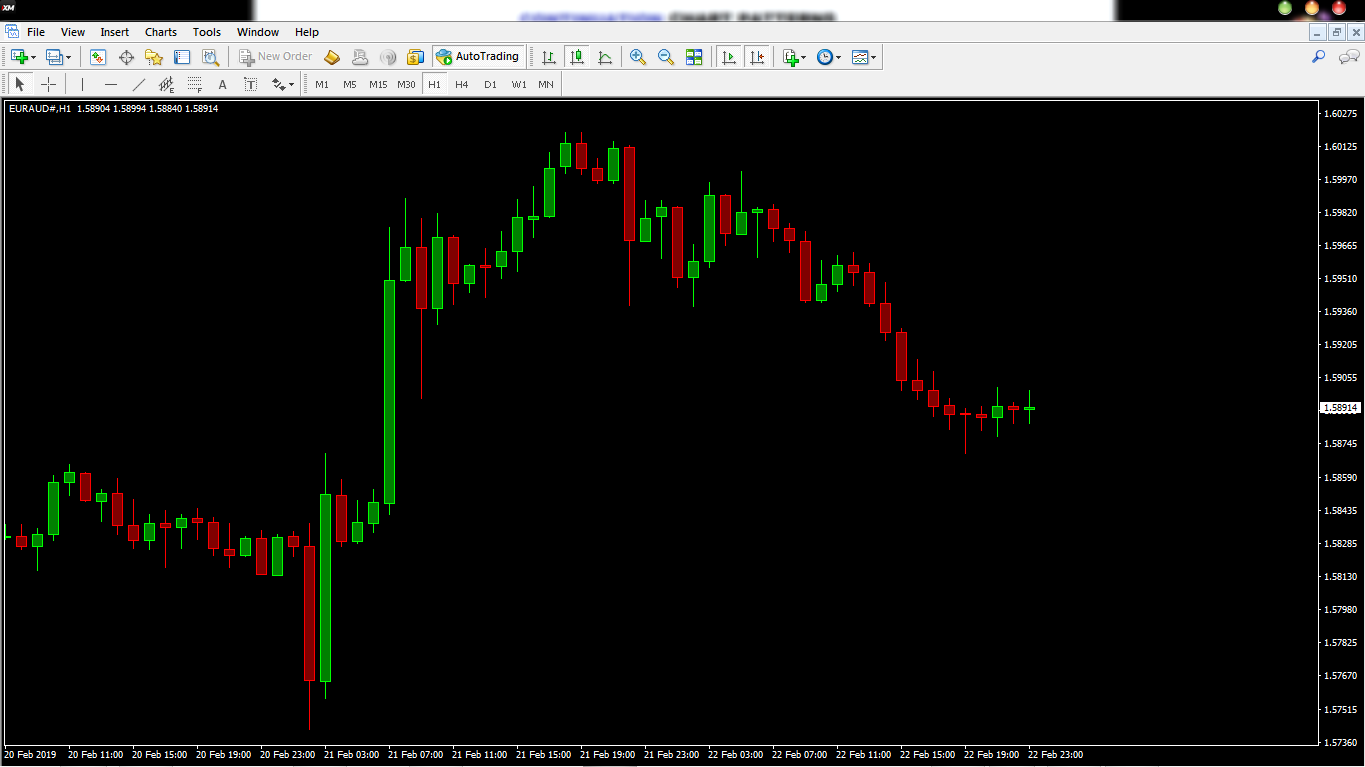 XM
CONTINUATION CHART PATTERNS
File View Insert Charts Tools Window Help
New Order AutoTrading
A T M1 M5 M15 M30 H1 H4 D1 W1 MN
EURAUD#,H1 1.58904 1.58994 1.58840 1.58914
1.60275
1.60125
1.59970
1.59820
1.59665
1.59510
1.59360
1.59205
1.59055
1.58914
1.58745
1.58590
1.58435
1.58285
1.58130
1.57980
1.57825
1.57670
1.57515
1.57360
20 Feb 2019 20 Feb 11:00 20 Feb 15:00 20 Feb 19:00 20 Feb 23:00 21 Feb 03:00 21 Feb 07:00 21 Feb 11:00 21 Feb 15:00 21 Feb 19:00 21 Feb 23:00 22 Feb 03:00 22 Feb 07:00 22 Feb 11:00 22 Feb 15:00 22 Feb 19:00 22 Feb 23:00